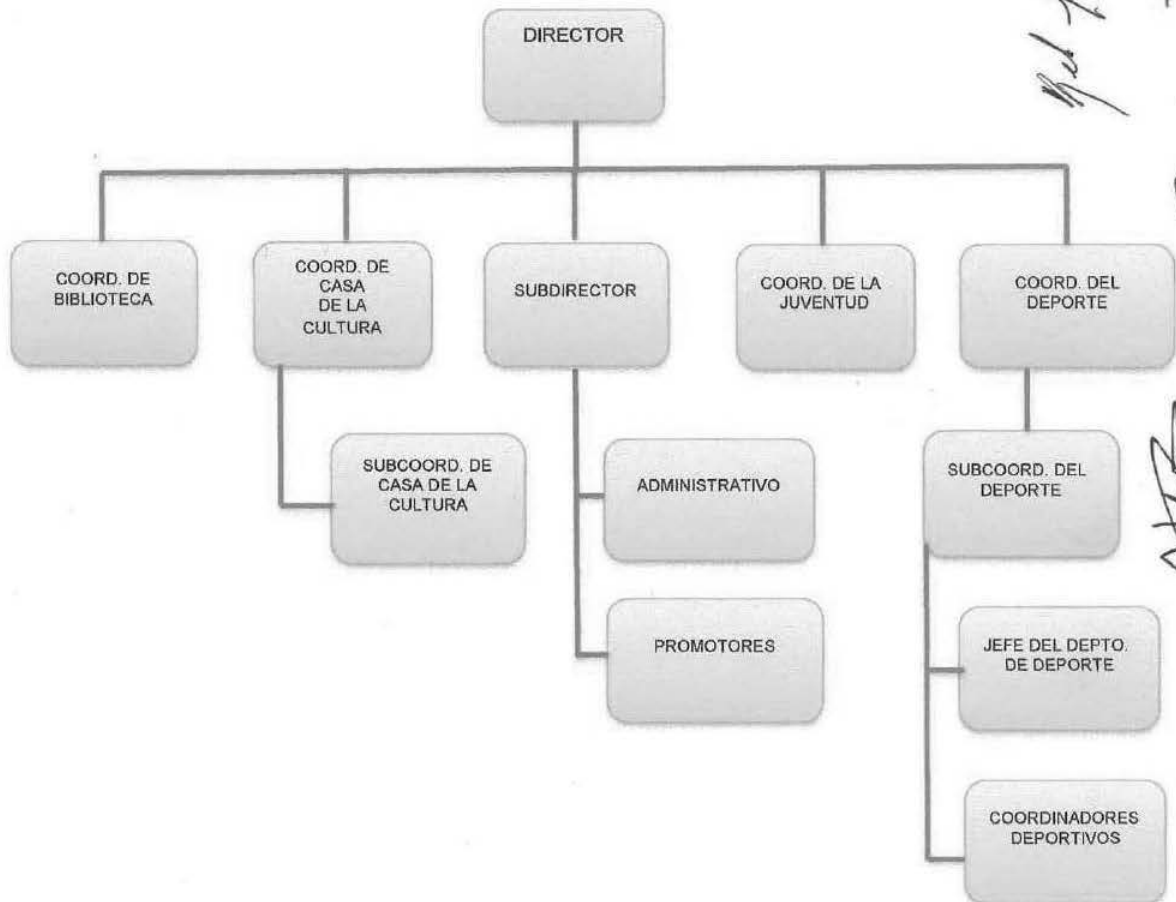 DIRECTOR
COORD. DE
BIBLIOTECA
COORD. DE
CASA
DE LA
CULTURA
SUBDIRECTOR
COORD. DE LA
JUVENTUD
COORD. DEL
DEPORTE
SUBCOORD. DE
CASA DE LA
CULTURA
ADMINISTRATIVO
SUBCOORD. DEL
DEPORTE
PROMOTORES
JEFE DEL DEPTO.
DE DEPORTE
COORDINADORES
DEPORTIVOS